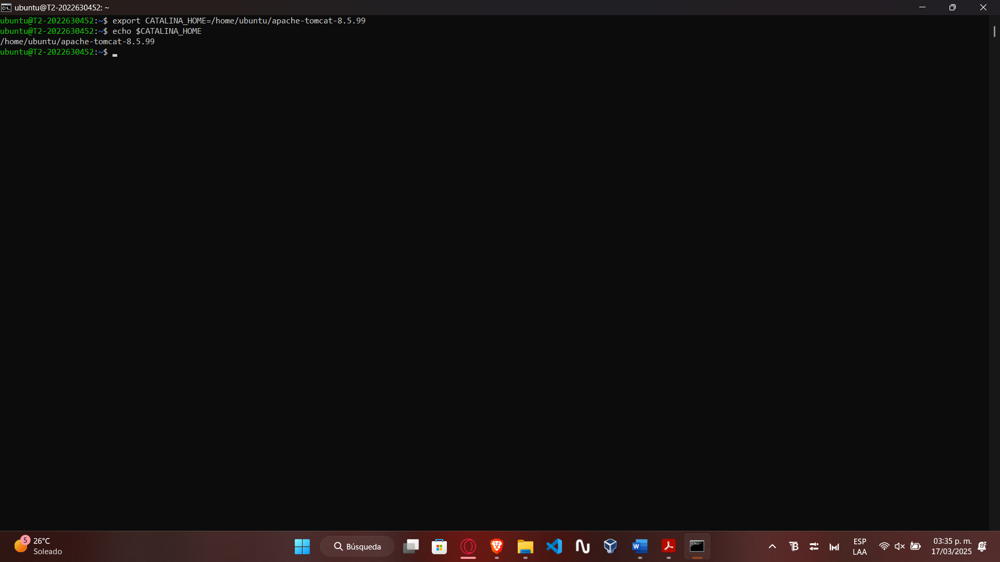 ubuntu@T2-2022630452: ~
ubuntu@T2-2022630452:~$ export CATALINA_HOME=/home/ubuntu/apache-tomcat-8.5.99
ubuntu@T2-2022630452:~$ echo $CATALINA_HOME
/home/ubuntu/apache-tomcat-8.5.99
ubuntu@T2-2022630452:~$
5
26°C
Soleado
Búsqueda
ESP
LAA
03:35 p. m.
17/03/2025